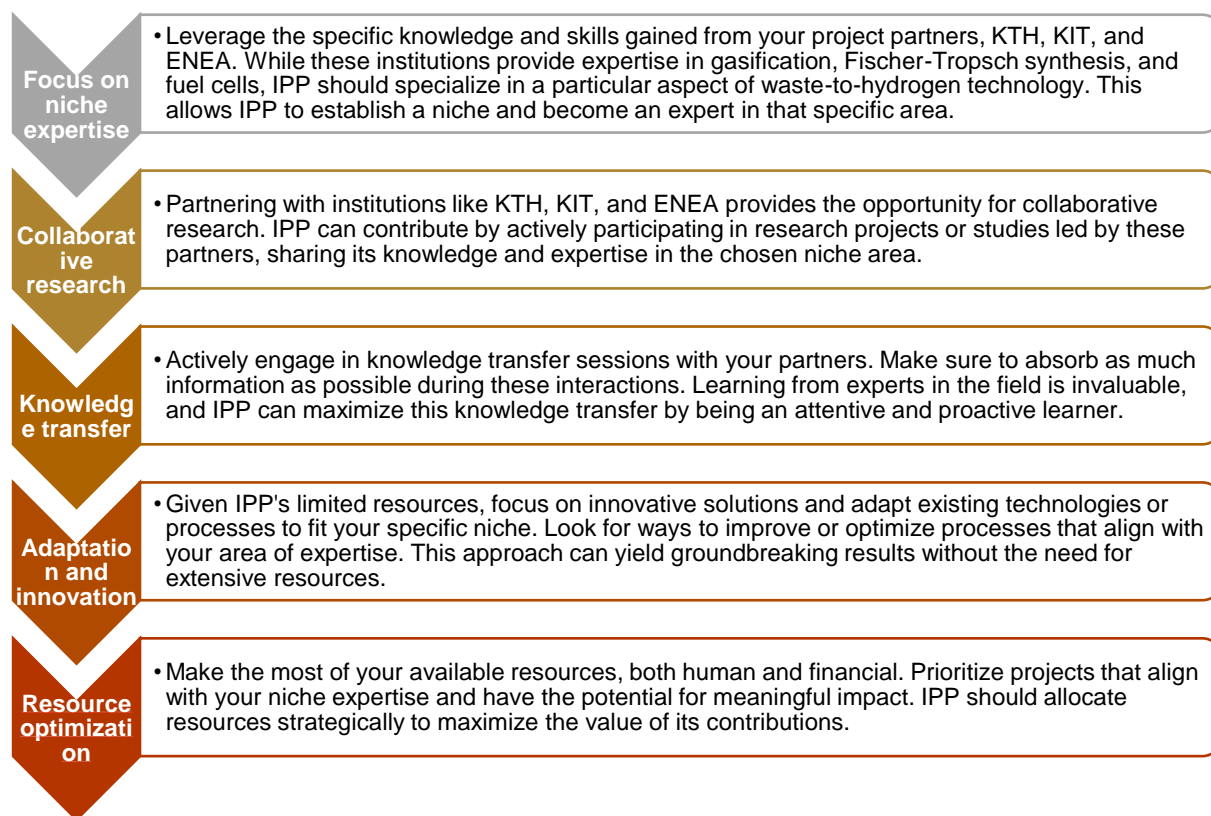 Focus on
niche
expertise
• Leverage the specific knowledge and skills gained from your project partners, KTH, KIT, and
ENEA. While these institutions provide expertise in gasification, Fischer-Tropsch synthesis, and
fuel cells, IPP should specialize in a particular aspect of waste-to-hydrogen technology. This
allows IPP to establish a niche and become an expert in that specific area.
Collaborat
ive
research
• Partnering with institutions like KTH, KIT, and ENEA provides the opportunity for collaborative
research. IPP can contribute by actively participating in research projects or studies led by these
partners, sharing its knowledge and expertise in the chosen niche area.
Knowledg
e transfer
• Actively engage in knowledge transfer sessions with your partners. Make sure to absorb as much
information as possible during these interactions. Learning from experts in the field is invaluable,
and IPP can maximize this knowledge transfer by being an attentive and proactive learner.
Adaptatio
n and
innovation
• Given IPP's limited resources, focus on innovative solutions and adapt existing technologies or
processes to fit your specific niche. Look for ways to improve or optimize processes that align with
your area of expertise. This approach can yield groundbreaking results without the need for
extensive resources.
Resource
optimizati
on
• Make the most of your available resources, both human and financial. Prioritize projects that align
with your niche expertise and have the potential for meaningful impact. IPP should allocate
resources strategically to maximize the value of its contributions.